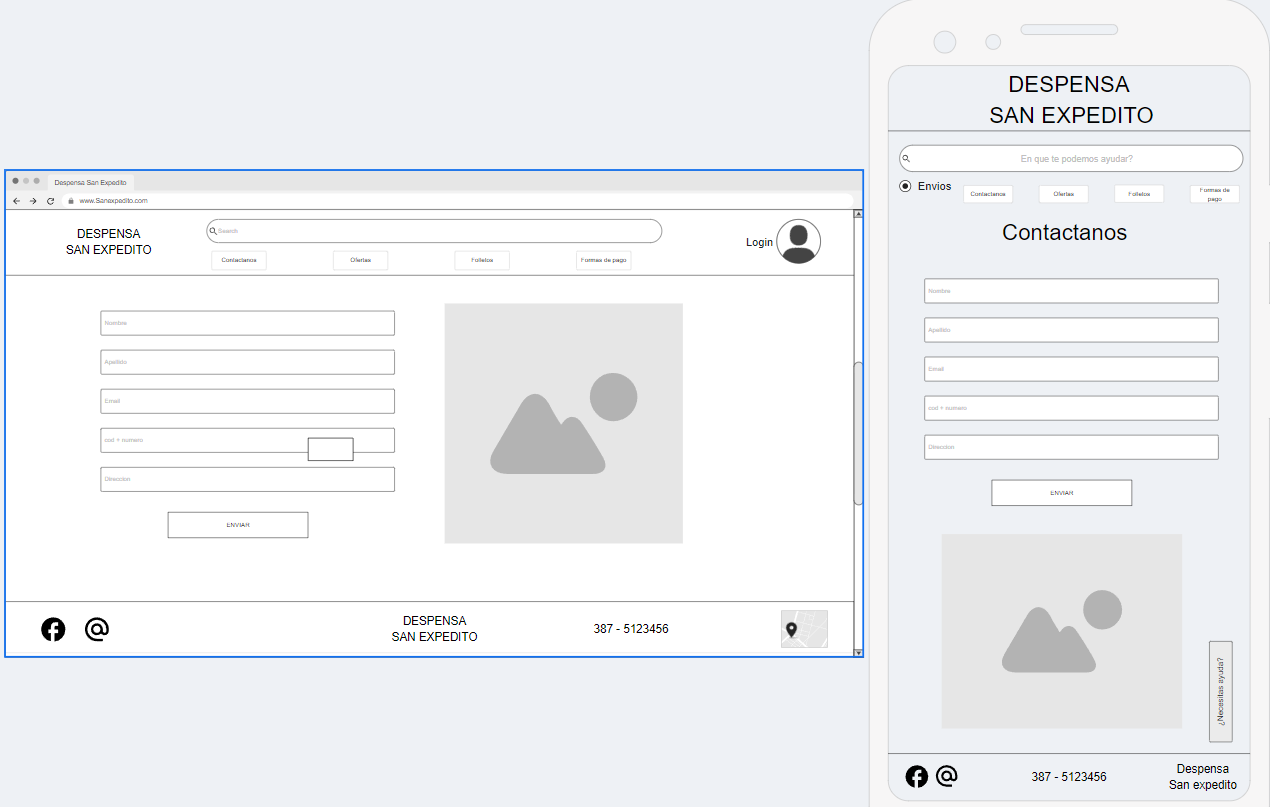 Despensa San Expedito
www.Sanexpedito.com
DESPENSA
SAN EXPEDITO
Search
Contactanos
Ofertas
Folletos
Formas de pago
Login
Nombre
Apellito
Email
cod + numero
Direccion
ENVIAR
DESPENSA
SAN EXPEDITO
387 - 5123456
DESPENSA
SAN EXPEDITO
En que te podemos ayudar?
Envios
Contactanos
Ofertas
Folletos
Formas de
pago
Contactanos
Nombre
Apellito
Email
cod + numero
Direccion
ENVIAR
¿Necesitas ayuda?
387 - 5123456
Despensa
San expedito